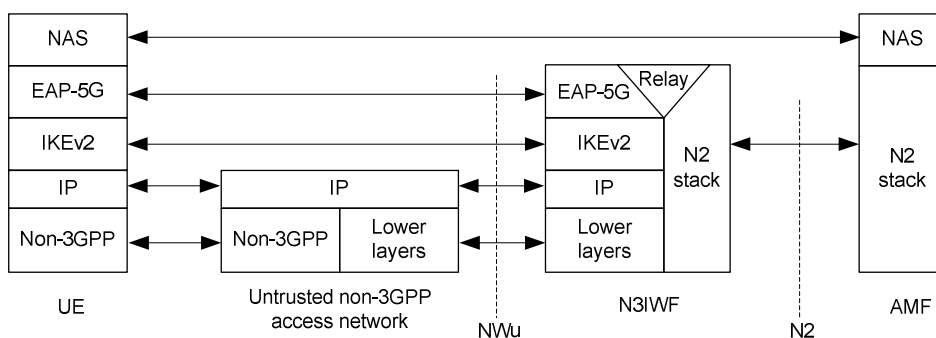 NAS
NAS
EAP-5G
EAP-5G
Relay
IKEv2
IKEv2
N2
stack
N2
stack
IP
IP
IP
Non-3GPP
Non-3GPP
Lower
layers
Lower
layers
UE
Untrusted non-3GPP
access network
NWu
N3IWF
N2
AMF